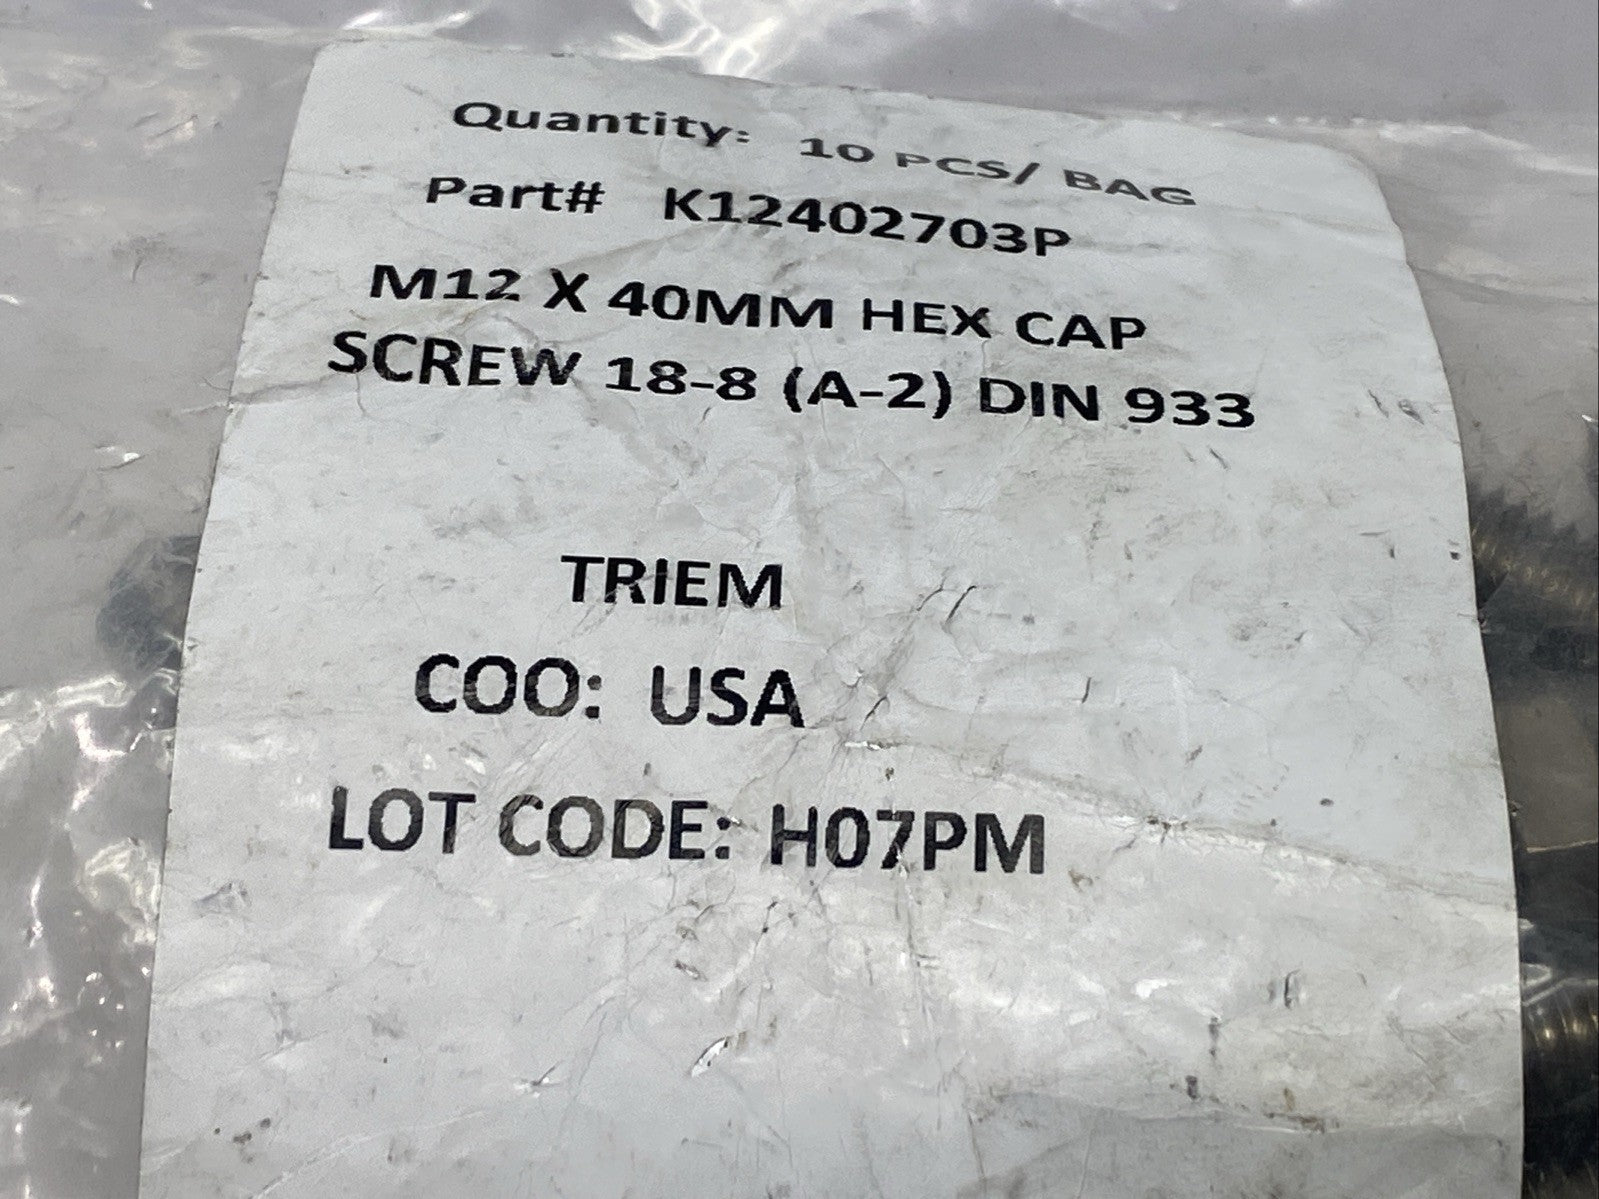 Quantity: 10 PCS/ BAG
Part# K12402703P
M12 X 40MM HEX CAP
SCREW 18-8 (A-2) DIN 933
TRIEM
COO: USA
LOT CODE: H07PM